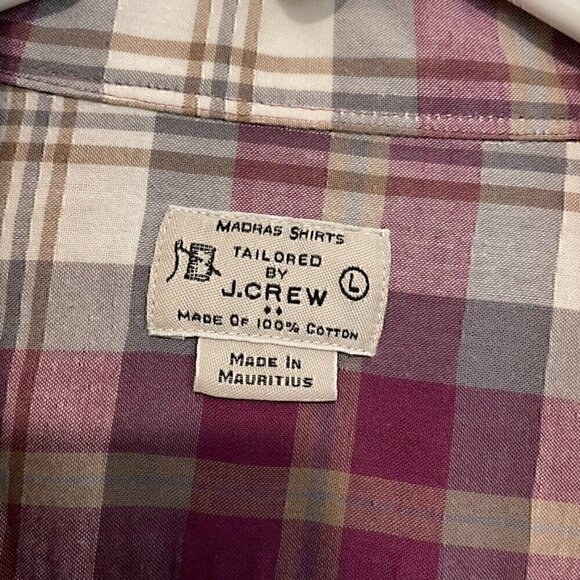 MADRAS SHIRTS
TAILORED
BY
L
J.CREW
MADE OF 100% COTTON
MADE IN
MAURITIUS